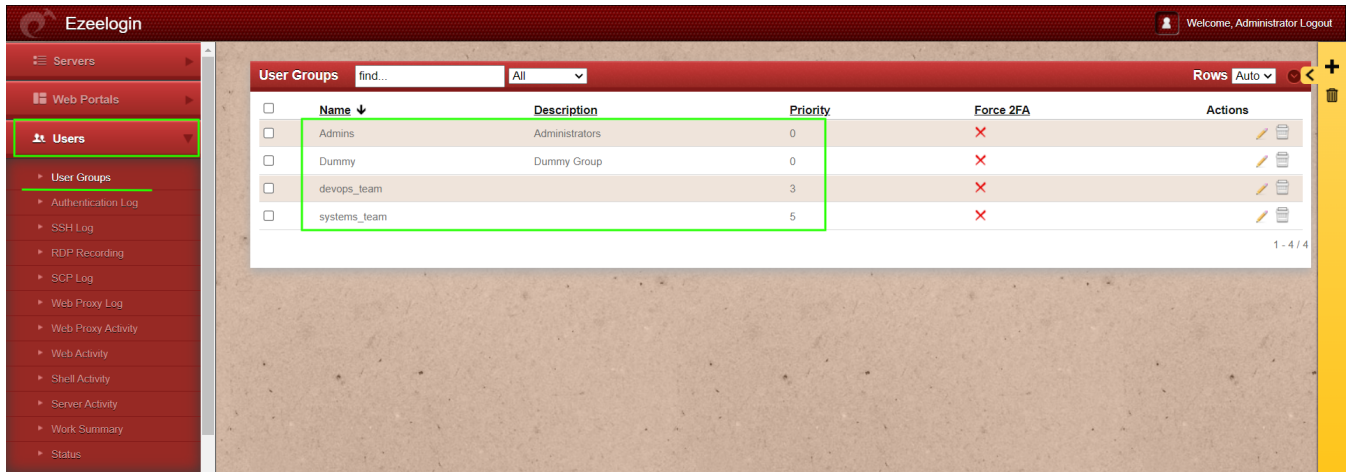 Ezeelogin
Welcome, Administrator Logout
Servers
Web Portals
Users
User Groups
Authentication Log
SSH Log
RDP Recording
SCP Log
Web Proxy Log
Web Proxy Activity
Web Activity
Shell Activity
Server Activity
Work Summary
Status
User Groups find... All Rows Auto
Name Description Priority Force 2FA Actions
Admins Administrators 0
Dummy Dummy Group 0
devops_team 3
systems_team 5
1 - 4 / 4